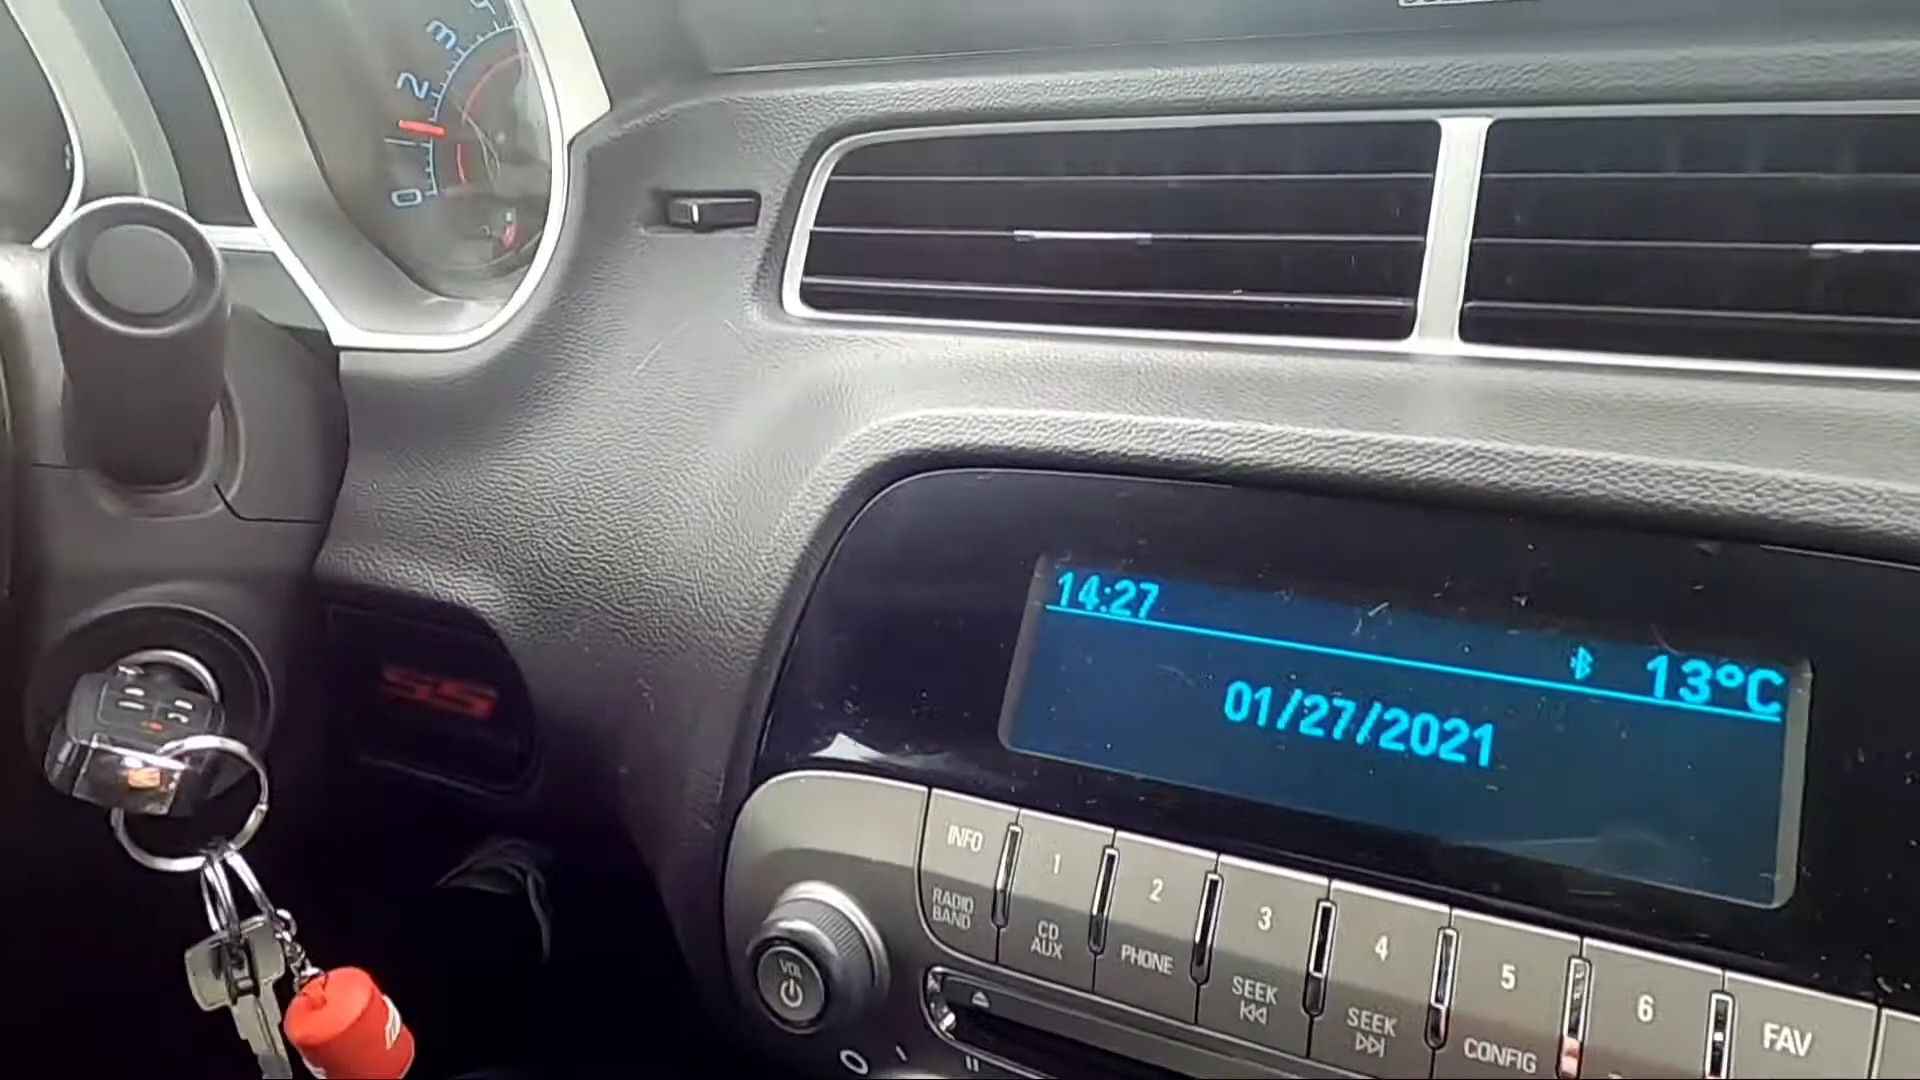 4
3
2
1
0
14:27
13°C
01/27/2021
SS
INFO
RADIO
BAND
1
CD
AUX
2
PHONE
3
SEEK
4
SEEK
5
CONFIG
6
FAV
VOL